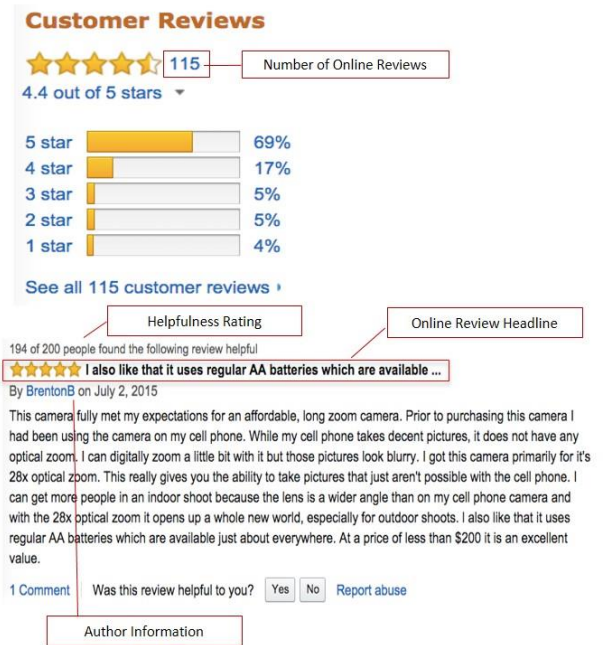 Customer Reviews
115
Number of Online Reviews
4.4 out of 5 stars
5 star 69%
4 star 17%
3 star 5%
2 star 5%
1 star 4%
See all 115 customer reviews
Helpfulness Rating
Online Review Headline
194 of 200 people found the following review helpful
I also like that it uses regular AA batteries which are available ...
By BrentonB on July 2, 2015
This camera fully met my expectations for an affordable, long zoom camera. Prior to purchasing this camera I
had been using the camera on my cell phone. While my cell phone takes decent pictures, it does not have any
optical zoom. I can digitally zoom a little bit with it but those pictures look blurry. I got this camera primarily for it's
28x optical zoom. This really gives you the ability to take pictures that just aren't possible with the cell phone. I
can get more people in an indoor shoot because the lens is a wider angle than on my cell phone camera and
with the 28x optical zoom it opens up a whole new world, especially for outdoor shoots. I also like that it uses
regular AA batteries which are available just about everywhere. At a price of less than $200 it is an excellent
value.
1 Comment Was this review helpful to you? Yes No Report abuse
Author Information